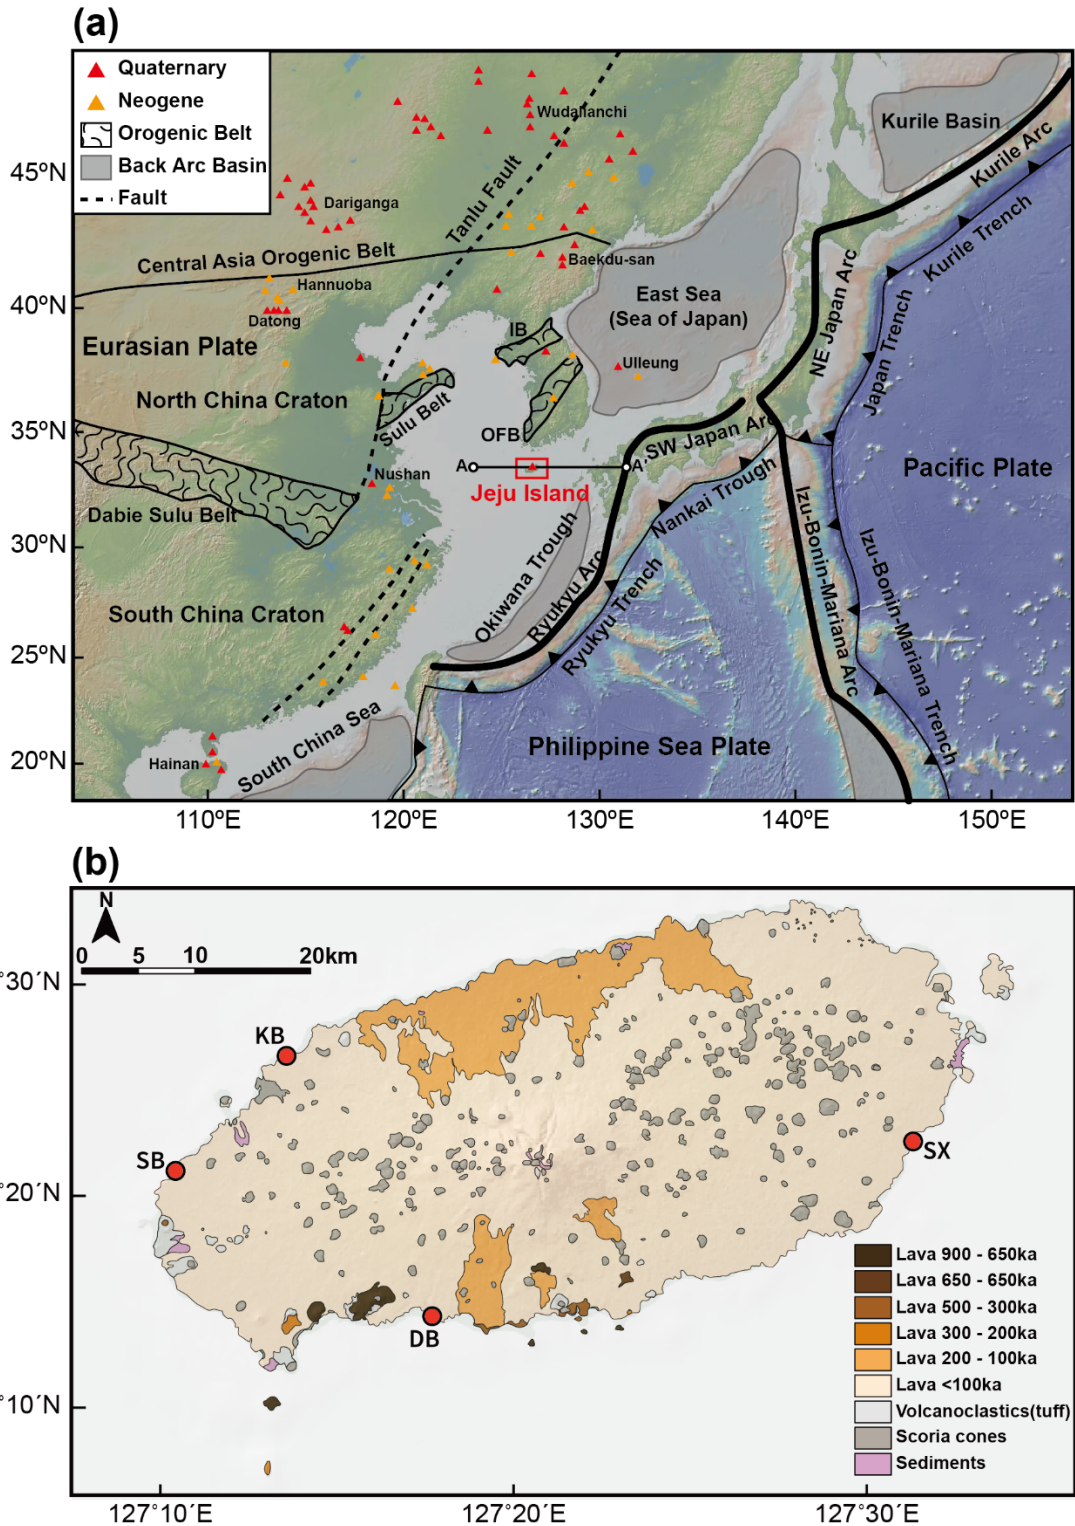 (a)
Quaternary
Neogene
Orogenic Belt
Back Arc Basin
Fault
Wudalianchi
Kurile Basin
Kurile Arc
Kurile Trench
Tanlu Fault
Dariganga
Central Asia Orogenic Belt
Baekdu-san
Hannuoba
Datong
East Sea
(Sea of Japan)
NE Japan Arc
Japan Trench
Eurasian Plate
IB
Ulleung
North China Craton
Sulu Belt
OFB
SW Japan Arc
A
A'
Pacific Plate
Nushan
Jeju Island
Nankai Trough
Dabie Sulu Belt
Okiwana Trough
Ryukyu Arc
Ryukyu Trench
Izu-Bonin-Mariana Arc
Izu-Bonin-Mariana Trench
South China Craton
South China Sea
Philippine Sea Plate
Hainan
45°N
40°N
35°N
30°N
25°N
20°N
110°E
120°E
130°E
140°E
150°E
(b)
N
0 5 10 20km
KB
SB
SX
DB
°30´N
°20´N
°10´N
Lava 900 - 650ka
Lava 650 - 650ka
Lava 500 - 300ka
Lava 300 - 200ka
Lava 200 - 100ka
Lava <100ka
Volcanoclastics(tuff)
Scoria cones
Sediments
127°10´E
127°20´E
127°30´E